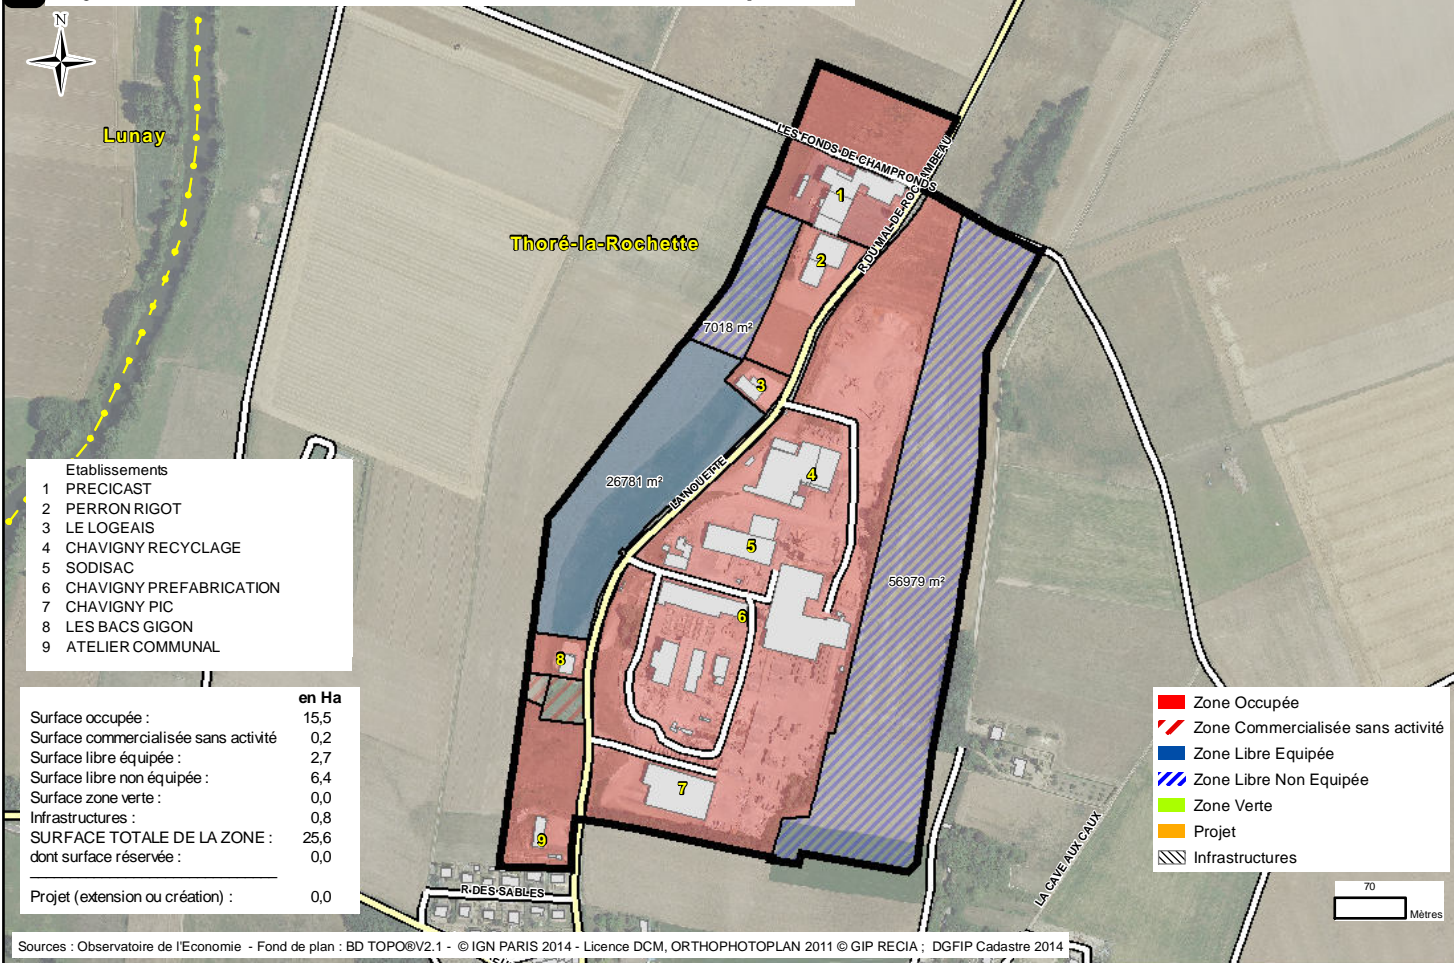 N
Lunay
Thoré-la-Rochette
LES FONDS DE CHAMPRONDS
R DU MAL DE ROCHAMBEAU
1
2
7018 m²
3
26781 m²
LA NOUETTE
4
5
56979 m²
6
8
7
9
R DES SABLES
LA CAVE AUX CAUX
Etablissements
1 PRECICAST
2 PERRON RIGOT
3 LE LOGEAIS
4 CHAVIGNY RECYCLAGE
5 SODISAC
6 CHAVIGNY PREFABRICATION
7 CHAVIGNY PIC
8 LES BACS GIGON
9 ATELIER COMMUNAL
en Ha
Surface occupée : 15,5
Surface commercialisée sans activité 0,2
Surface libre équipée : 2,7
Surface libre non équipée : 6,4
Surface zone verte : 0,0
Infrastructures : 0,8
SURFACE TOTALE DE LA ZONE : 25,6
dont surface réservée : 0,0
Projet (extension ou création) : 0,0
Zone Occupée
Zone Commercialisée sans activité
Zone Libre Equipée
Zone Libre Non Equipée
Zone Verte
Projet
Infrastructures
70
Mètres
Sources : Observatoire de l'Economie - Fond de plan : BD TOPO®V2.1 - © IGN PARIS 2014 - Licence DCM, ORTHOPHOTOPLAN 2011 © GIP RECIA ; DGFIP Cadastre 2014